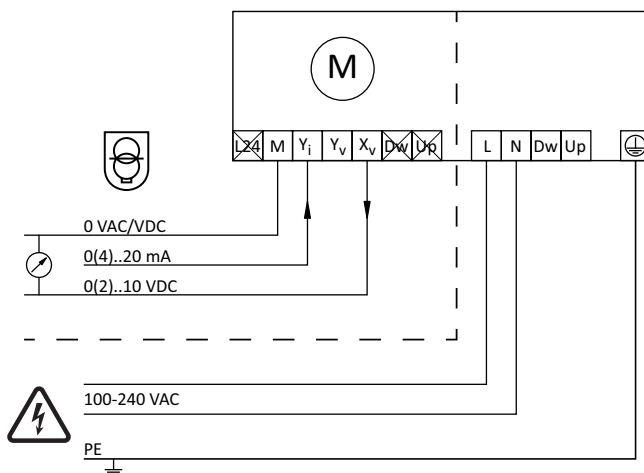 M
L24 M Yi Yv Xv Dw Up L N Dw Up
0 VAC/VDC
0(4)..20 mA
0(2)..10 VDC
100-240 VAC
PE